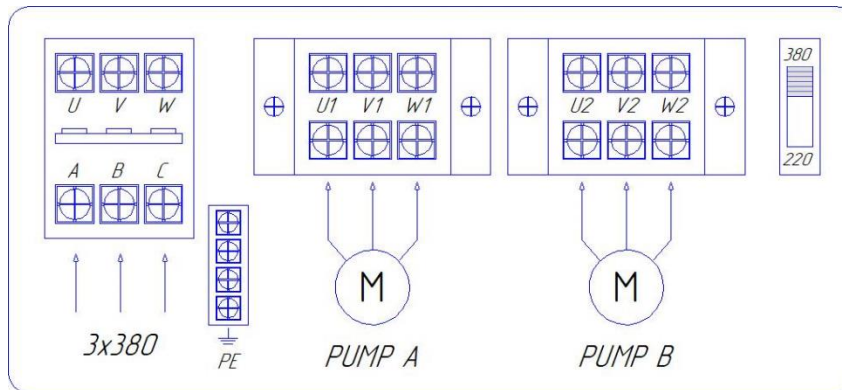 U V W
A B C
3x380
PE
U1 V1 W1
M
PUMP A
U2 V2 W2
M
PUMP B
380
220